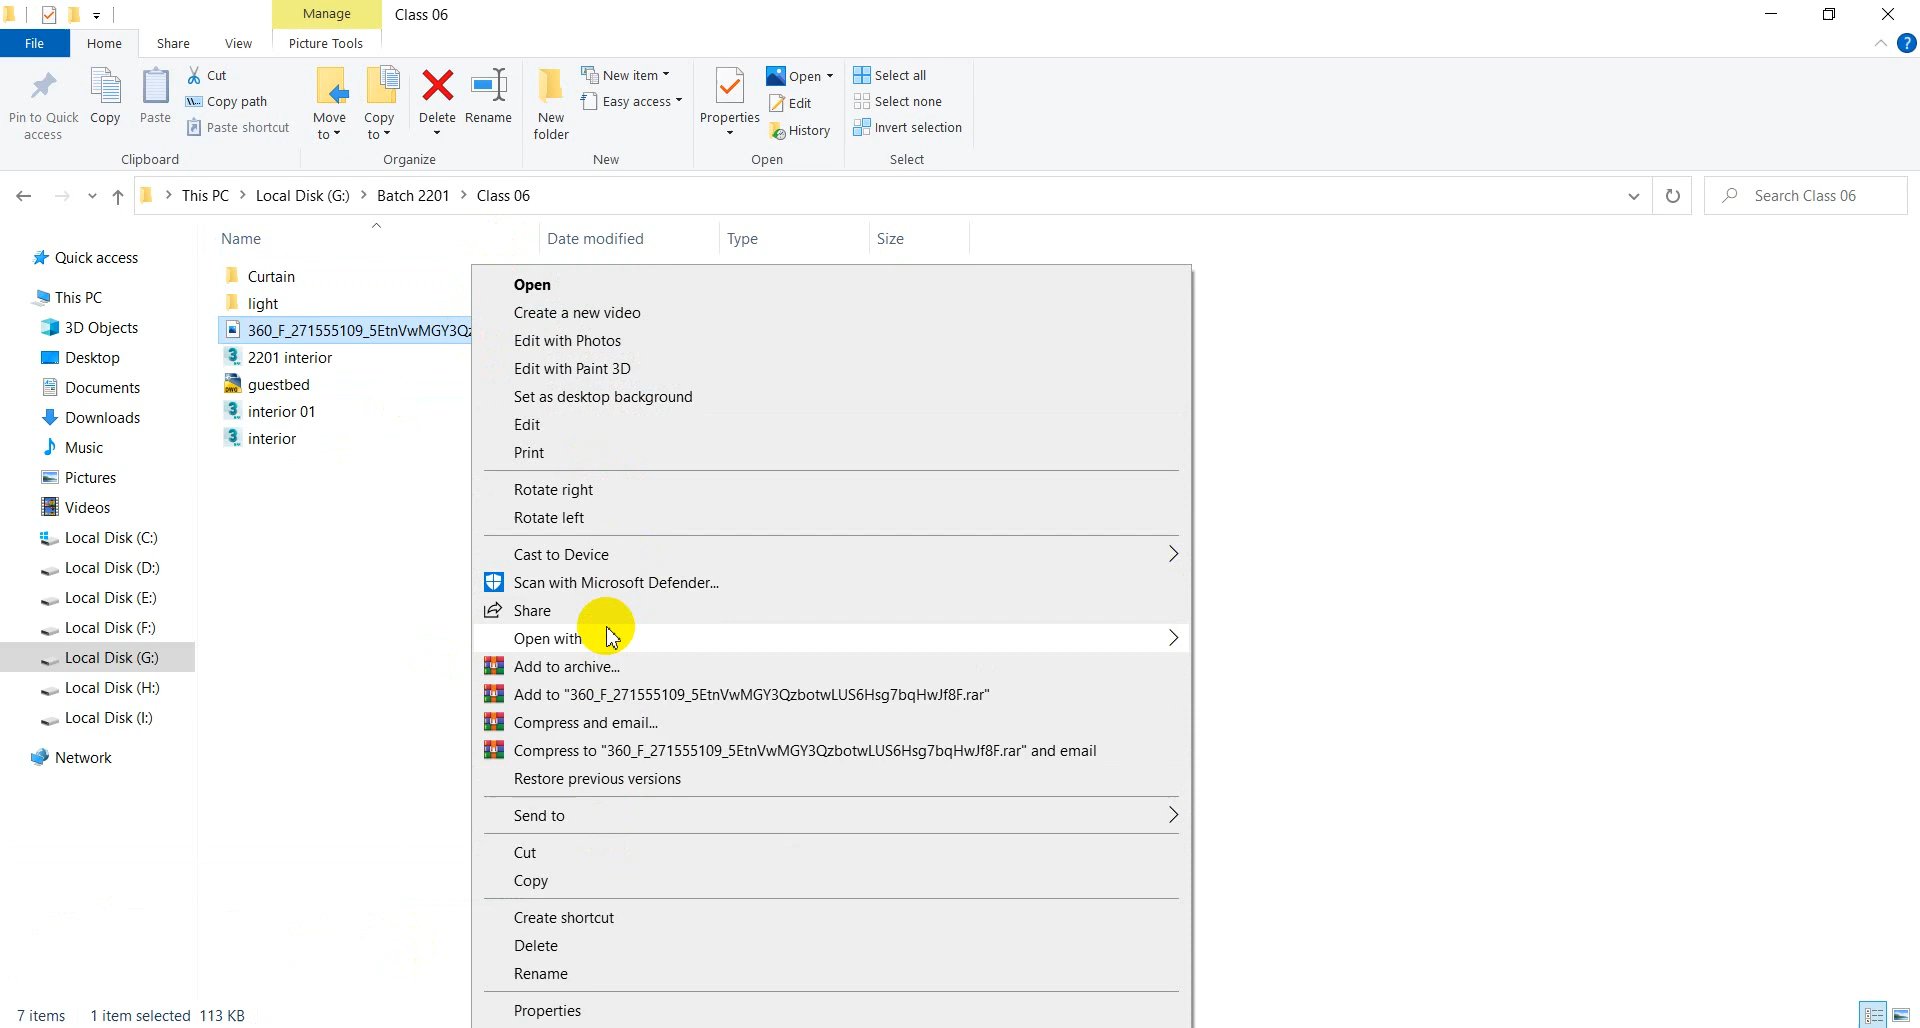 Manage
Class 06
File
Home
Share
View
Picture Tools
Pin to Quick access
Copy
Paste
Cut
Copy path
Paste shortcut
Clipboard
Move to
Copy to
Delete
Rename
Organize
New folder
New item
Easy access
New
Properties
Open
Edit
History
Open
Select all
Select none
Invert selection
Select
This PC
Local Disk (G:)
Batch 2201
Class 06
Search Class 06
Name
Date modified
Type
Size
Quick access
This PC
3D Objects
Desktop
Documents
Downloads
Music
Pictures
Videos
Local Disk (C:)
Local Disk (D:)
Local Disk (E:)
Local Disk (F:)
Local Disk (G:)
Local Disk (H:)
Local Disk (I:)
Network
Curtain
light
360_F_271555109_5EtnVwMGY3Qz
2201 interior
guestbed
interior 01
interior
Open
Create a new video
Edit with Photos
Edit with Paint 3D
Set as desktop background
Edit
Print
Rotate right
Rotate left
Cast to Device
Scan with Microsoft Defender...
Share
Open with
Add to archive...
Add to "360_F_271555109_5EtnVwMGY3QzbotwLUS6Hsg7bqHwJf8F.rar"
Compress and email...
Compress to "360_F_271555109_5EtnVwMGY3QzbotwLUS6Hsg7bqHwJf8F.rar" and email
Restore previous versions
Send to
Cut
Copy
Create shortcut
Delete
Rename
Properties
7 items
1 item selected 113 KB